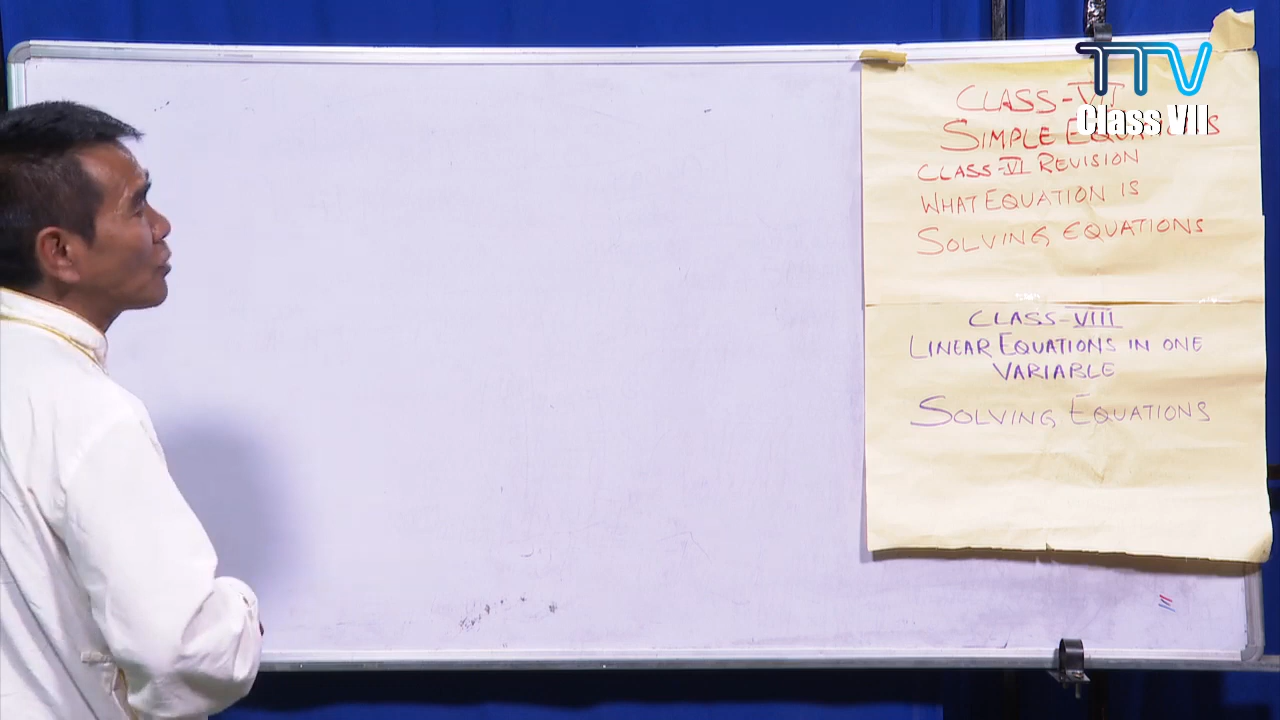 TTV
Class VII
CLASS-VII
SIMPLE EQUATIONS
CLASS-VI REVISION
WHAT EQUATION IS
SOLVING EQUATIONS
CLASS-VIII
LINEAR EQUATIONS IN ONE
VARIABLE
SOLVING EQUATIONS